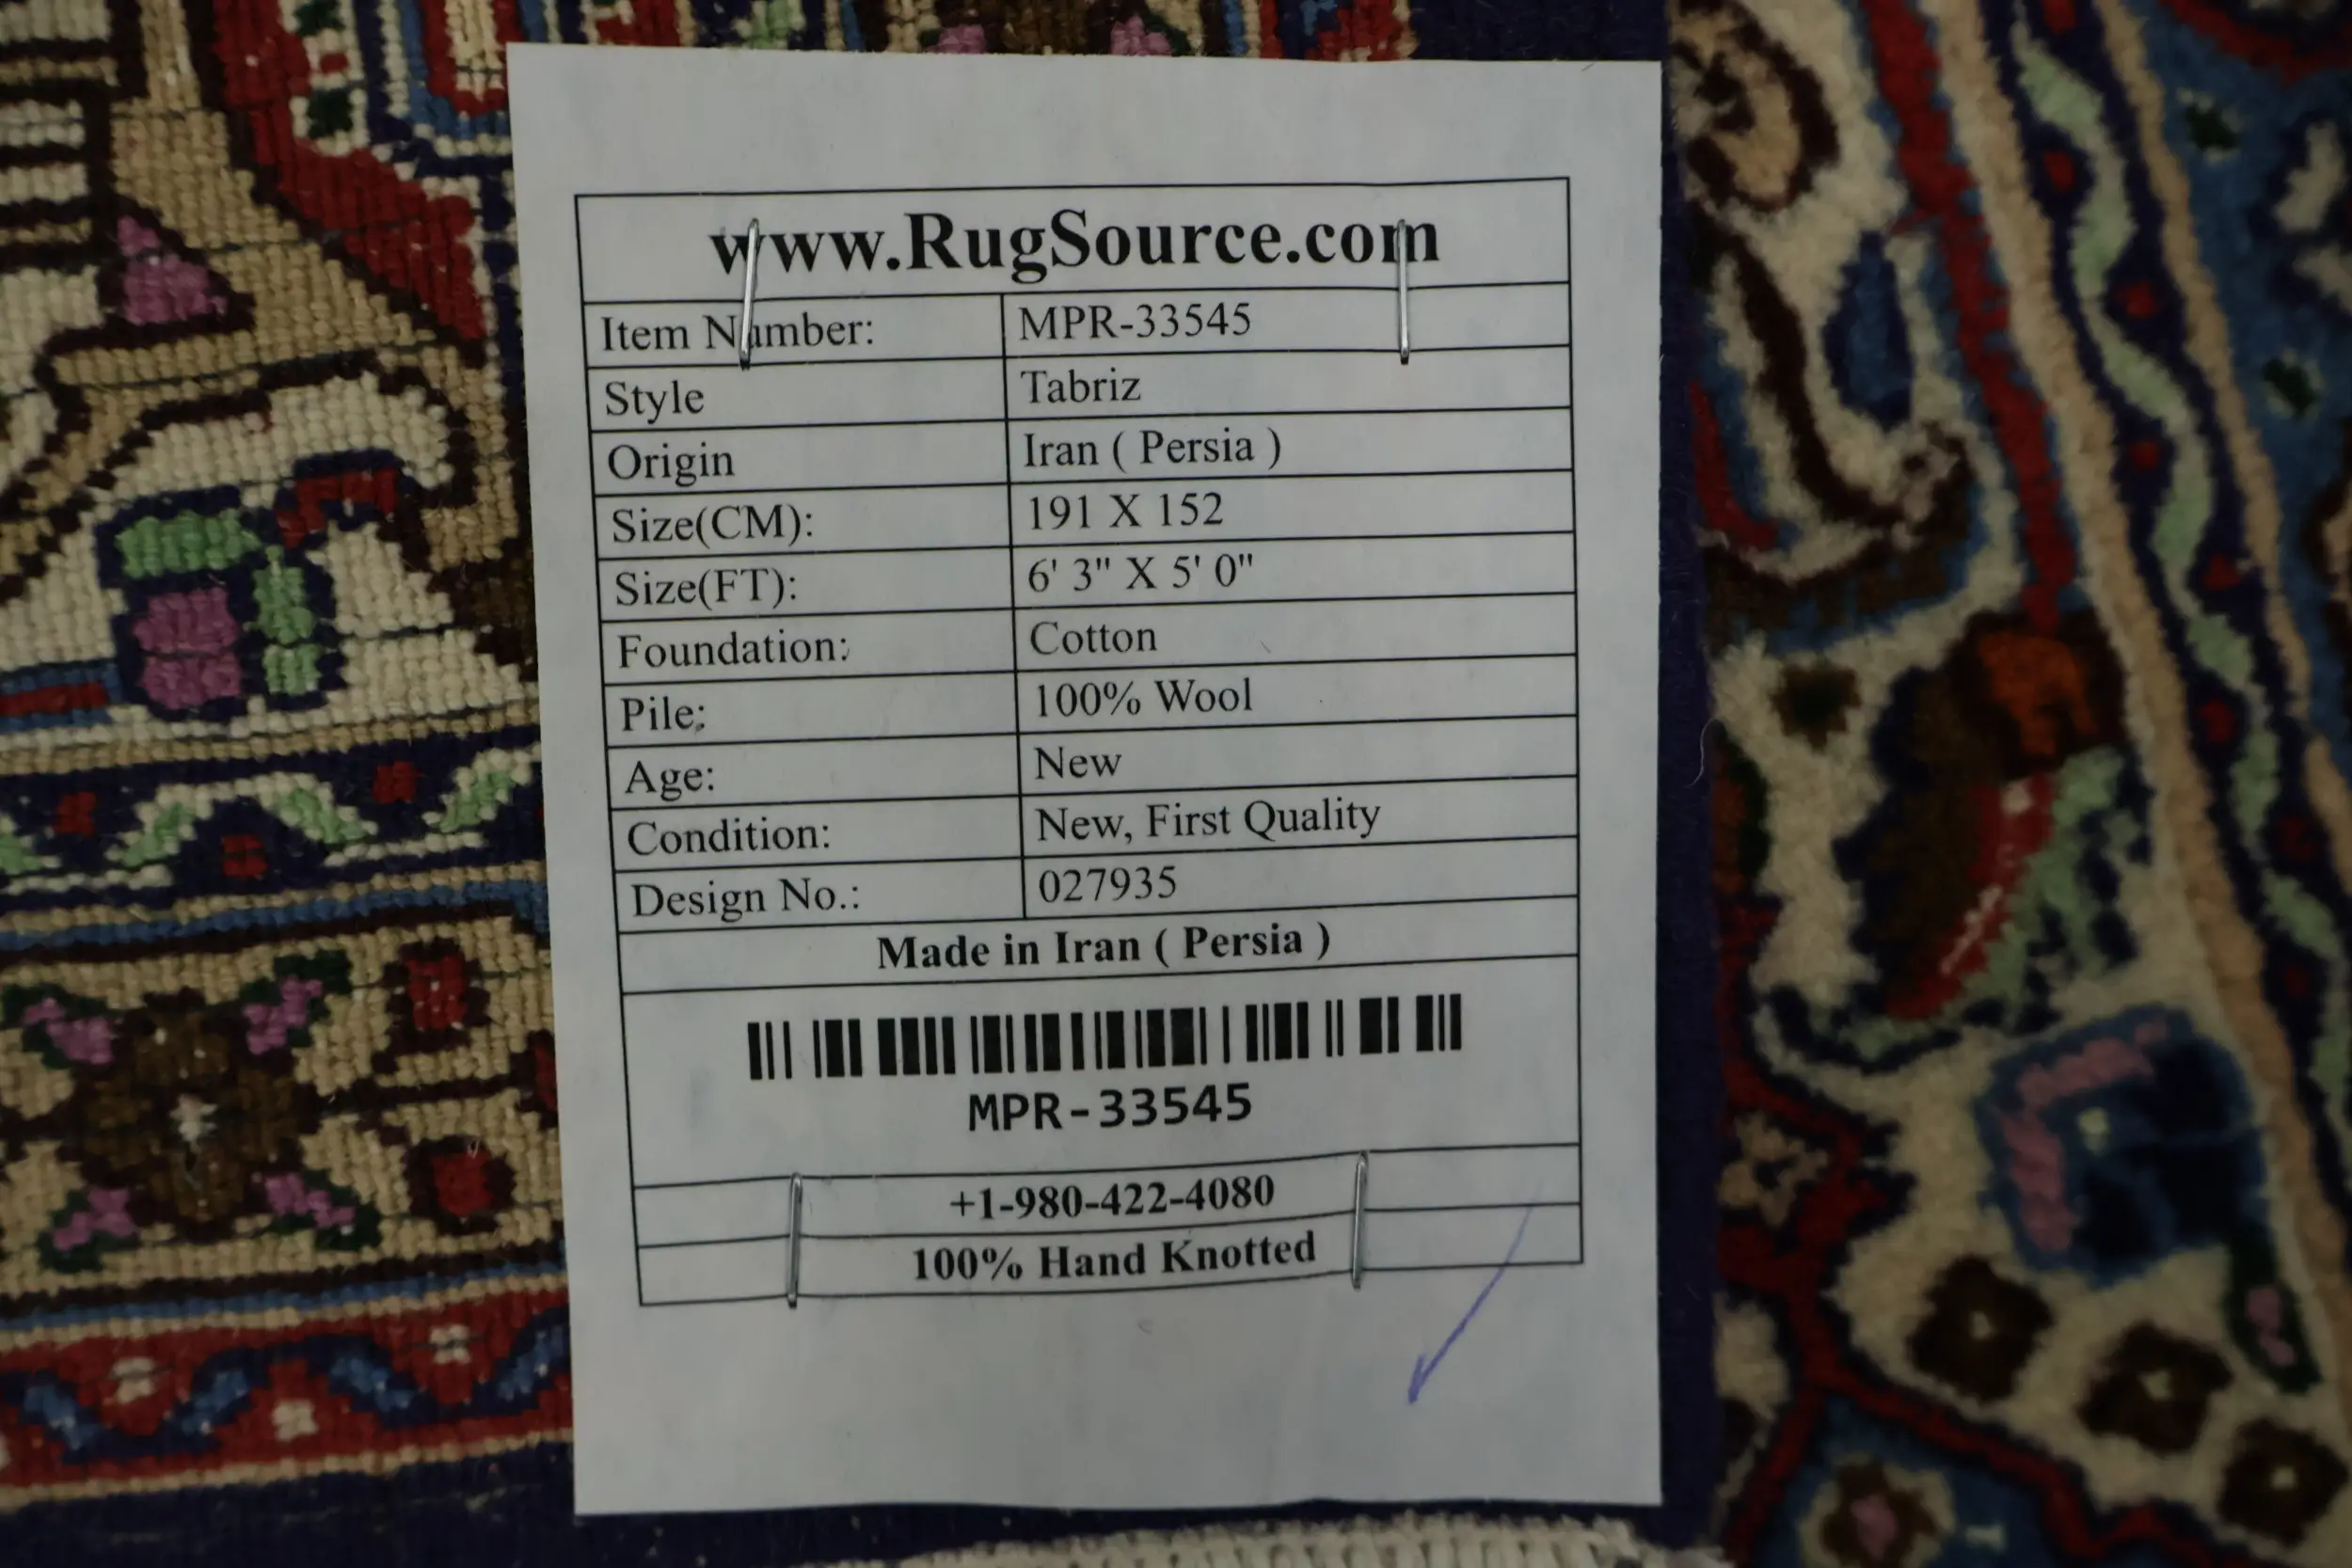 www.RugSource.com
Item Number: MPR-33545
Style Tabriz
Origin Iran ( Persia )
Size(CM): 191 X 152
Size(FT): 6' 3" X 5' 0"
Foundation: Cotton
Pile: 100% Wool
Age: New
Condition: New, First Quality
Design No.: 027935
Made in Iran ( Persia )
MPR-33545
+1-980-422-4080
100% Hand Knotted